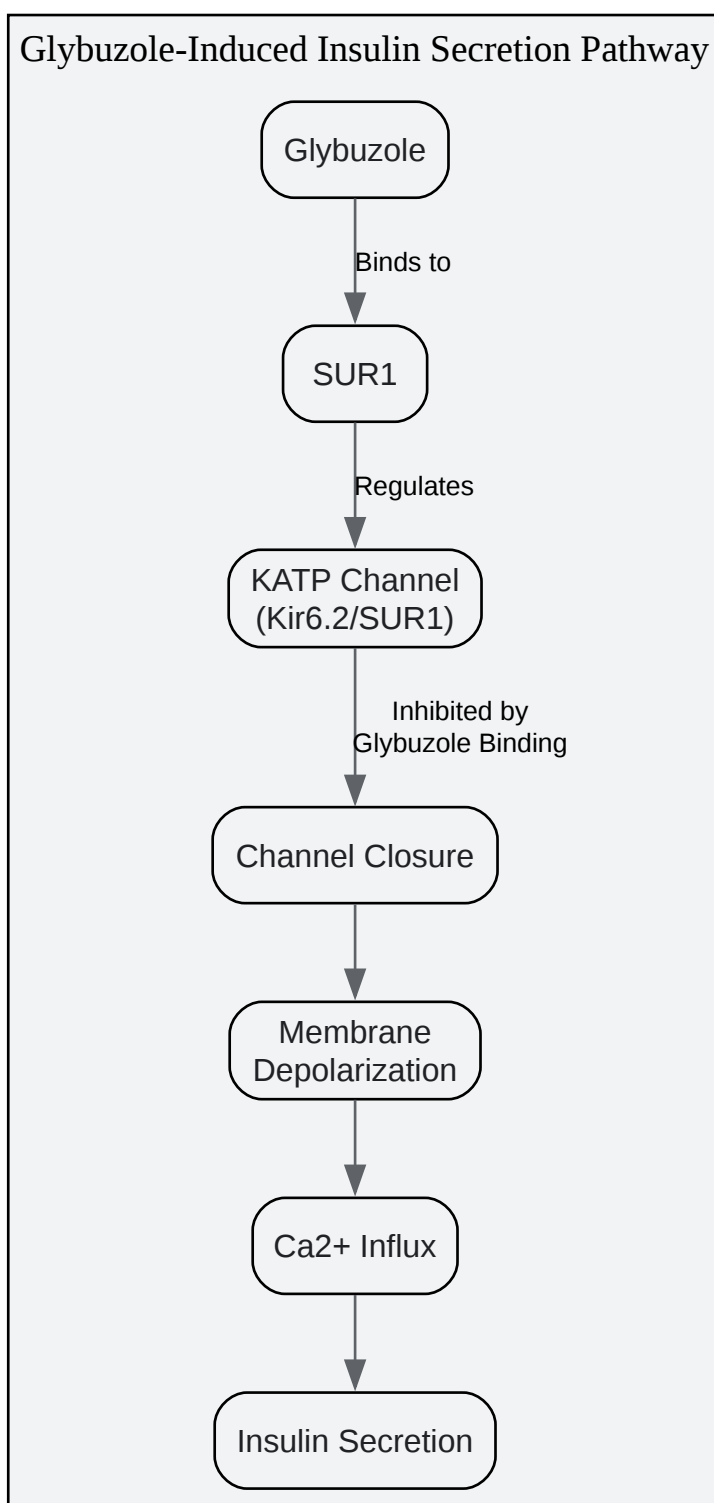 Glybuzole-Induced Insulin Secretion Pathway
Glybuzole
Binds to
SUR1
Regulates
KATP Channel
(Kir6.2/SUR1)
Inhibited by
Glybuzole Binding
Channel Closure
Membrane
Depolarization
Ca2+ Influx
Insulin Secretion